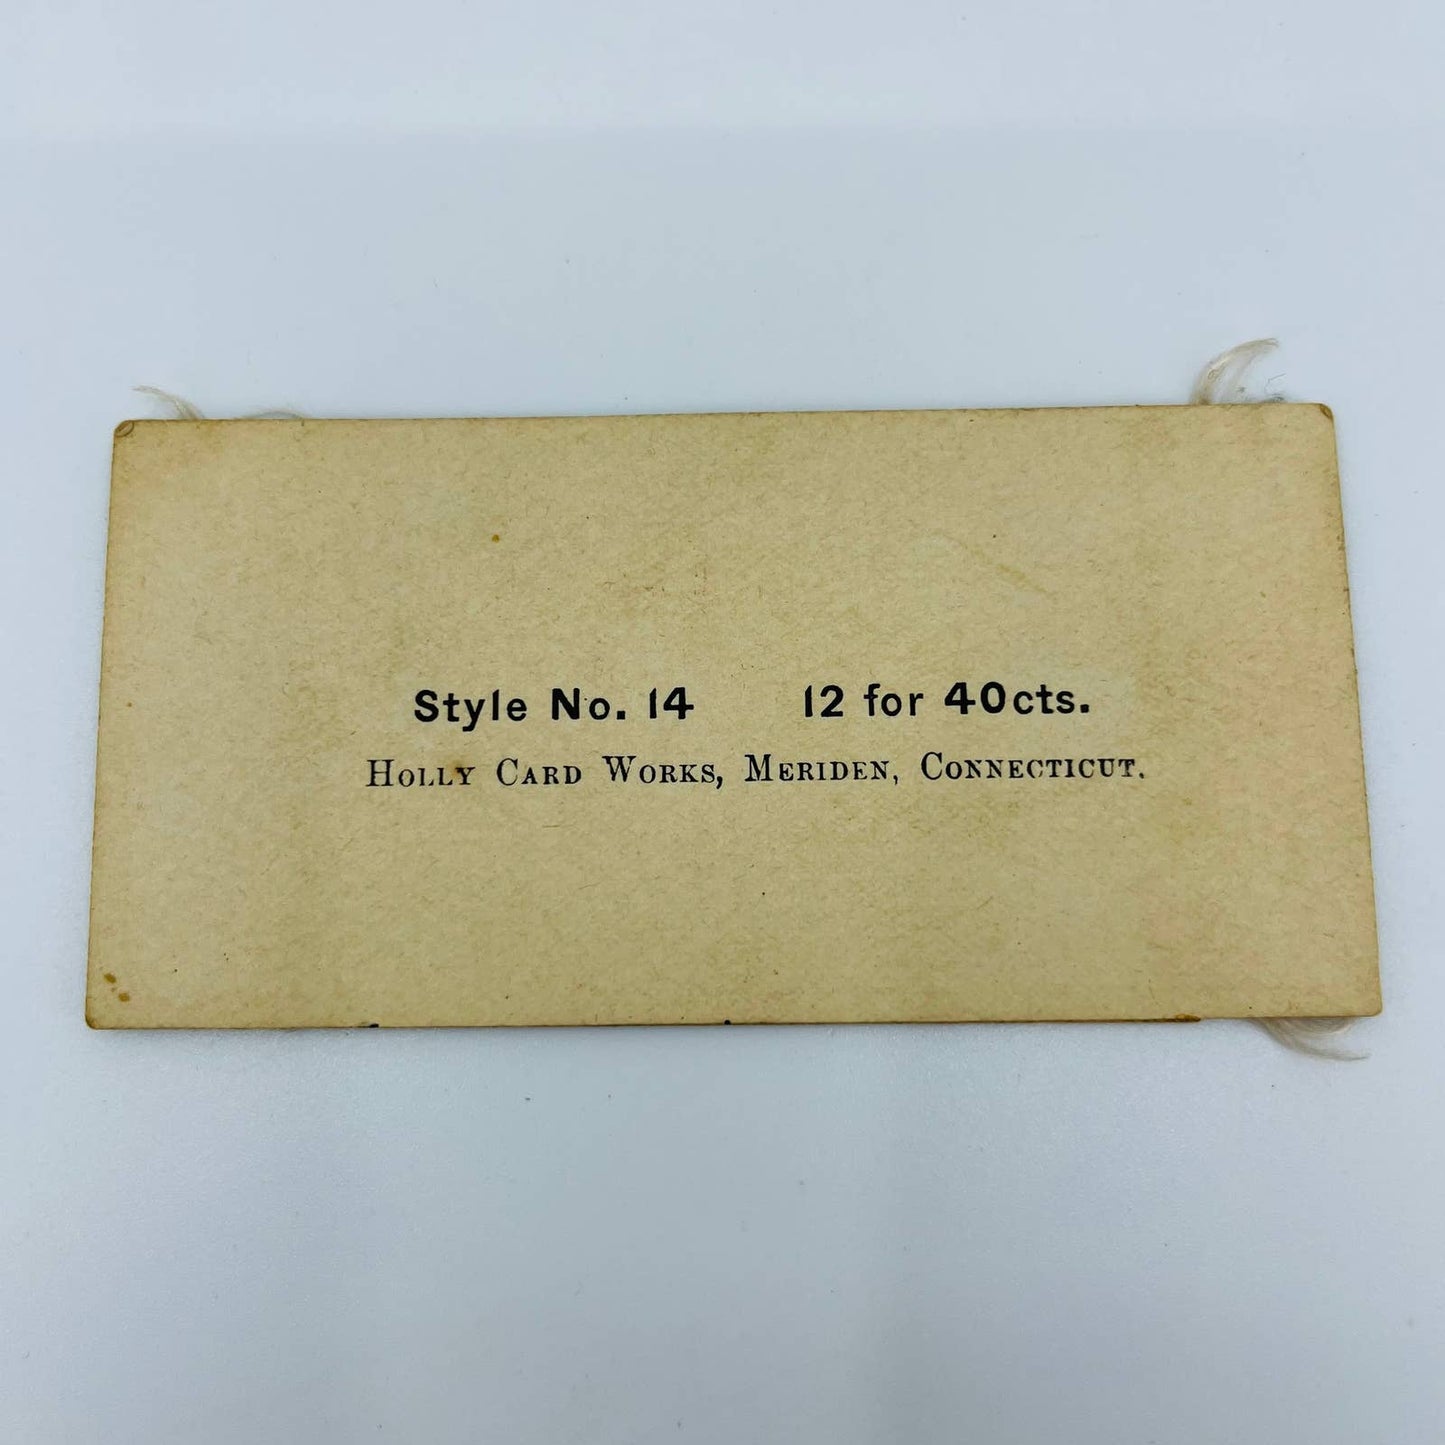 Style No. 14 12 for 40cts.
Holly Card Works, Meriden, Connecticut.